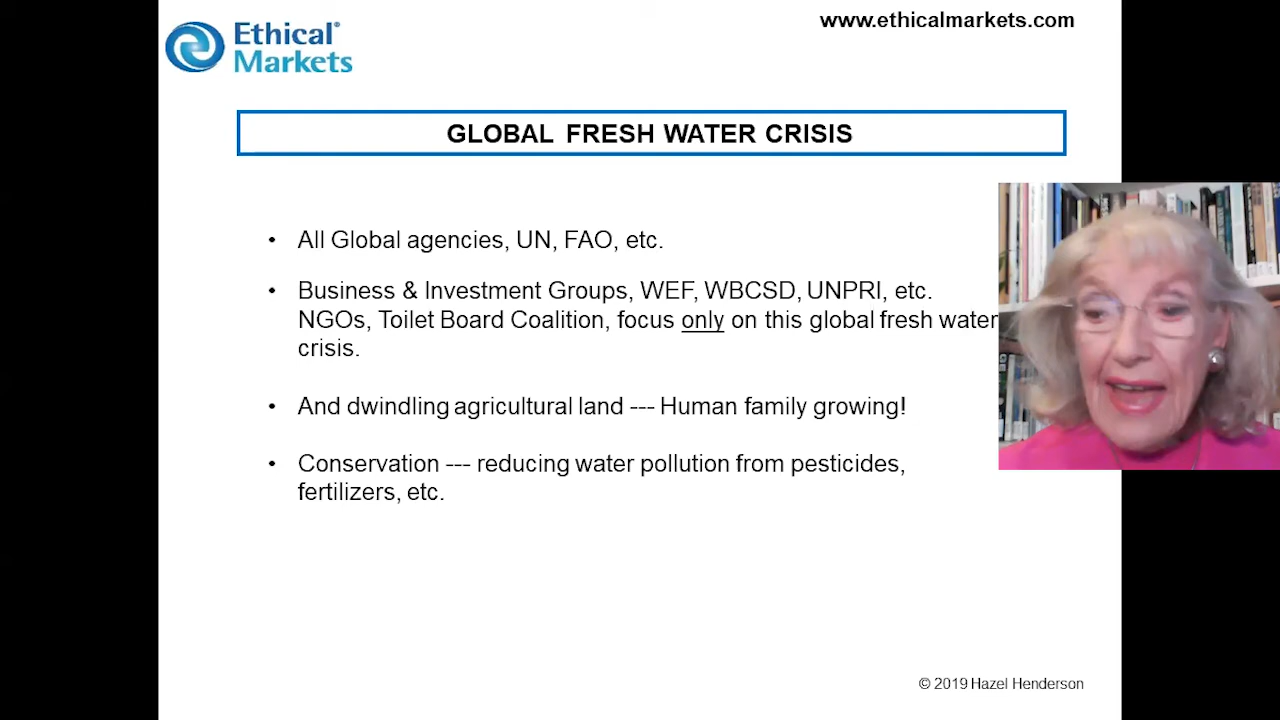 www.ethicalmarkets.com
Ethical®
Markets
GLOBAL FRESH WATER CRISIS
• All Global agencies, UN, FAO, etc.
• Business & Investment Groups, WEF, WBCSD, UNPRI, etc.
NGOs, Toilet Board Coalition, focus only on this global fresh water
crisis.
• And dwindling agricultural land --- Human family growing!
• Conservation --- reducing water pollution from pesticides,
fertilizers, etc.
© 2019 Hazel Henderson